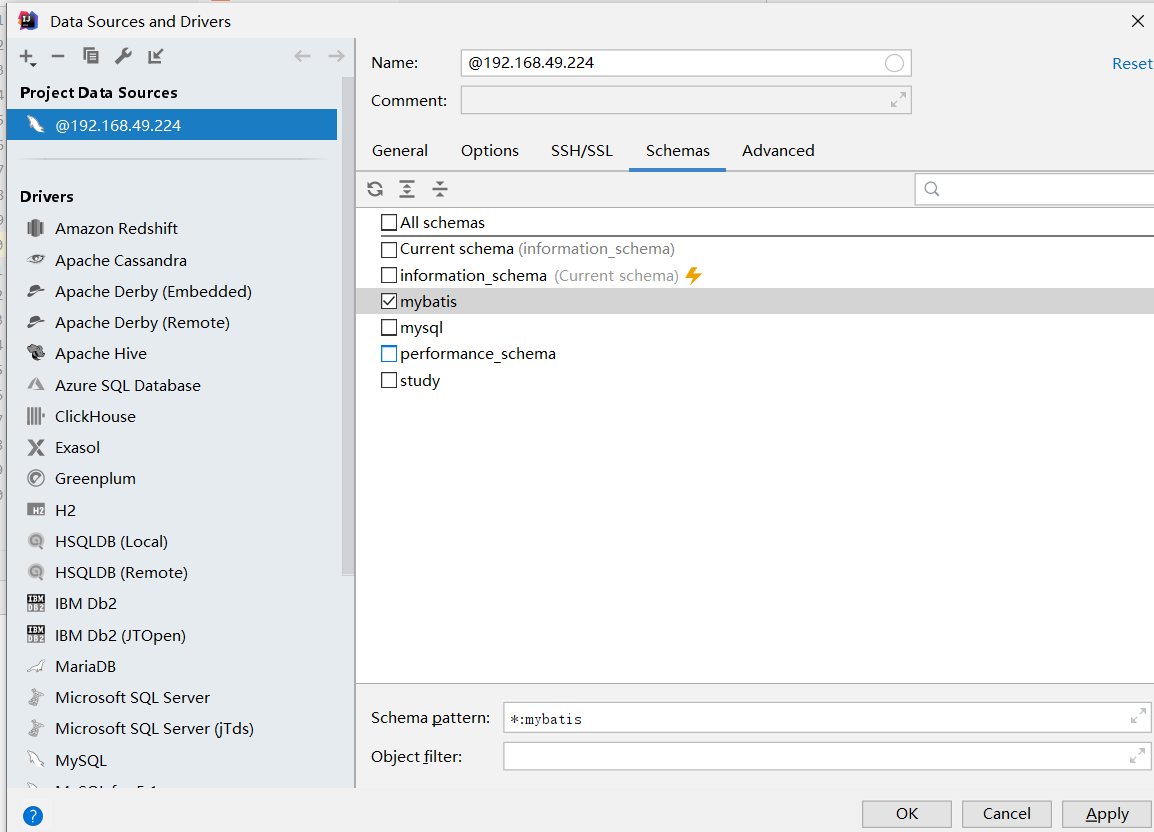 Data Sources and Drivers
Project Data Sources
@192.168.49.224
Drivers
Amazon Redshift
Apache Cassandra
Apache Derby (Embedded)
Apache Derby (Remote)
Apache Hive
Azure SQL Database
ClickHouse
Exasol
Greenplum
H2
HSQLDB (Local)
HSQLDB (Remote)
IBM Db2
IBM Db2 (JTOpen)
MariaDB
Microsoft SQL Server
Microsoft SQL Server (jTds)
MySQL
Name: @192.168.49.224
Reset
Comment:
General Options SSH/SSL Schemas Advanced
All schemas
Current schema (information_schema)
information_schema (Current schema)
mybatis
mysql
performance_schema
study
Schema pattern: *:mybatis
Object filter:
OK Cancel Apply